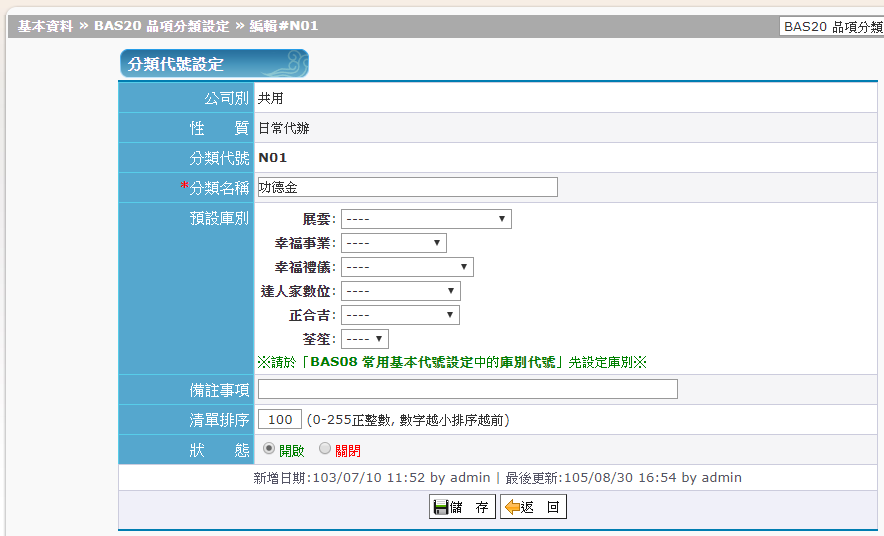 基本資料 » BAS20 品項分類設定 » 編輯#N01
BAS20 品項分類
分類代號設定
公司別 共用
性 質 日常代辦
分類代號 N01
*分類名稱 功德金
預設庫別 展雲: ----
幸福事業: ----
幸福禮儀: ----
達人家數位: ----
正合吉: ----
荃笙: ----
※請於「BAS08 常用基本代號設定中的庫別代號」先設定庫別※
備註事項
清單排序 100 (0-255正整數, 數字越小排序越前)
狀 態 開啟 關閉
新增日期:103/07/10 11:52 by admin | 最後更新:105/08/30 16:54 by admin
儲 存 返 回